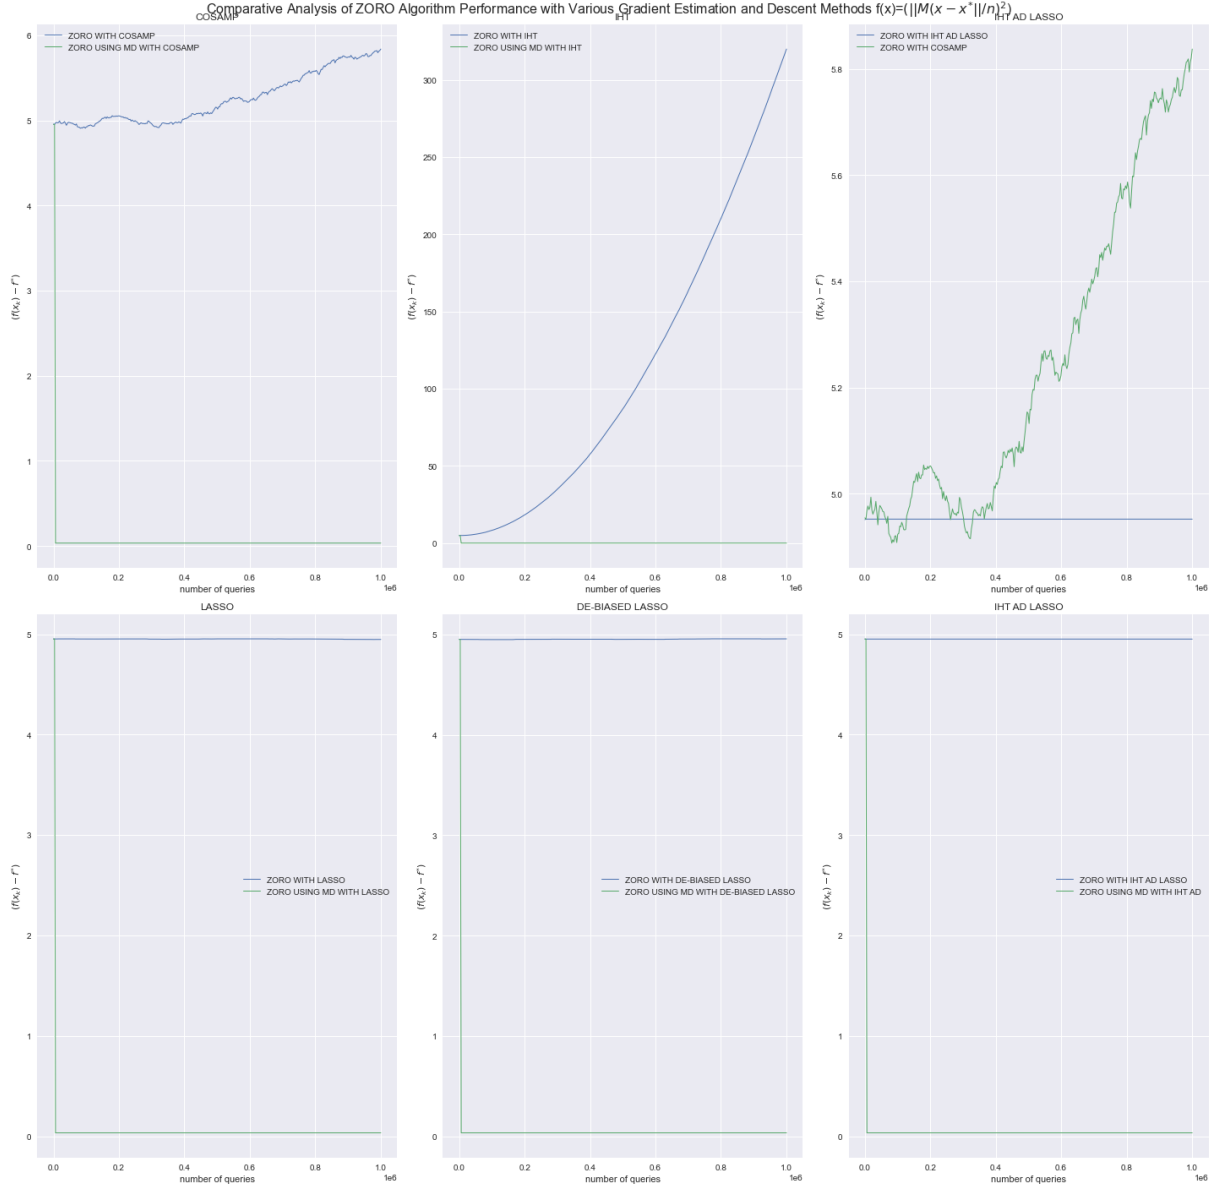 Comparative Analysis of ZORO Algorithm Performance with Various Gradient Estimation and Descent Methods f(x)=(||M(x − x*||/n)²)
COSAMP
ZORO WITH COSAMP
ZORO USING MD WITH COSAMP
6
5
4
3
2
1
0
(f(x_k) − f*)
0.0 0.2 0.4 0.6 0.8 1.0
number of queries
1e6
IHT
ZORO WITH IHT
ZORO USING MD WITH IHT
300
250
200
150
100
50
0
(f(x_k) − f*)
0.0 0.2 0.4 0.6 0.8 1.0
number of queries
1e6
IHT AD LASSO
ZORO WITH IHT AD LASSO
ZORO WITH COSAMP
5.8
5.6
5.4
5.2
5.0
(f(x_k) − f*)
0.0 0.2 0.4 0.6 0.8 1.0
number of queries
1e6
LASSO
5
4
3
2
1
0
(f(x_k) − f*)
ZORO WITH LASSO
ZORO USING MD WITH LASSO
0.0 0.2 0.4 0.6 0.8 1.0
number of queries
1e6
DE-BIASED LASSO
5
4
3
2
1
0
(f(x_k) − f*)
ZORO WITH DE-BIASED LASSO
ZORO USING MD WITH DE-BIASED LASSO
0.0 0.2 0.4 0.6 0.8 1.0
number of queries
1e6
IHT AD LASSO
5
4
3
2
1
0
(f(x_k) − f*)
ZORO WITH IHT AD LASSO
ZORO USING MD WITH IHT AD
0.0 0.2 0.4 0.6 0.8 1.0
number of queries
1e6